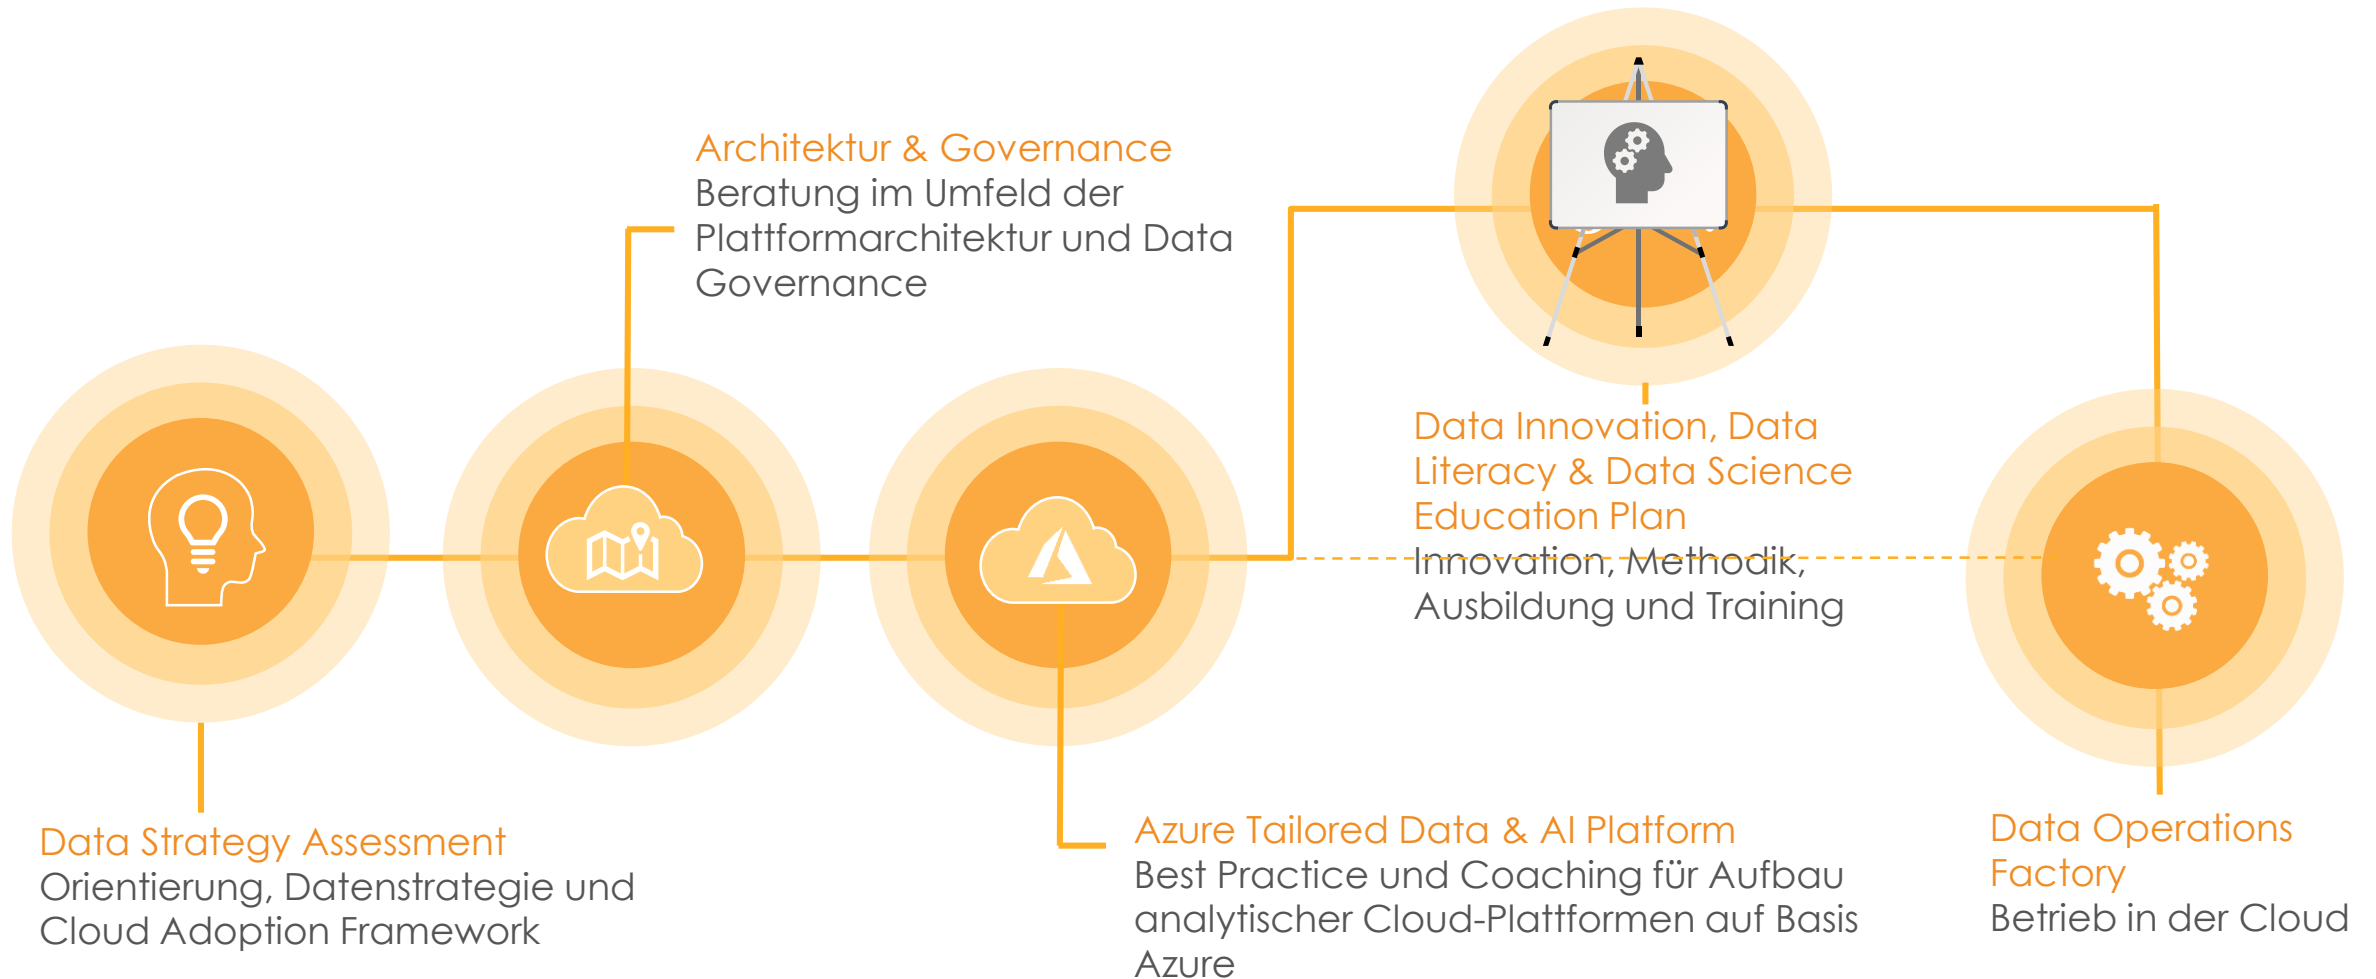 Architektur & Governance
Beratung im Umfeld der
Plattformarchitektur und Data
Governance
Data Innovation, Data
Literacy & Data Science
Education Plan
Innovation, Methodik,
Ausbildung und Training
Data Strategy Assessment
Orientierung, Datenstrategie und
Cloud Adoption Framework
Azure Tailored Data & AI Platform
Best Practice und Coaching für Aufbau
analytischer Cloud-Plattformen auf Basis
Azure
Data Operations
Factory
Betrieb in der Cloud